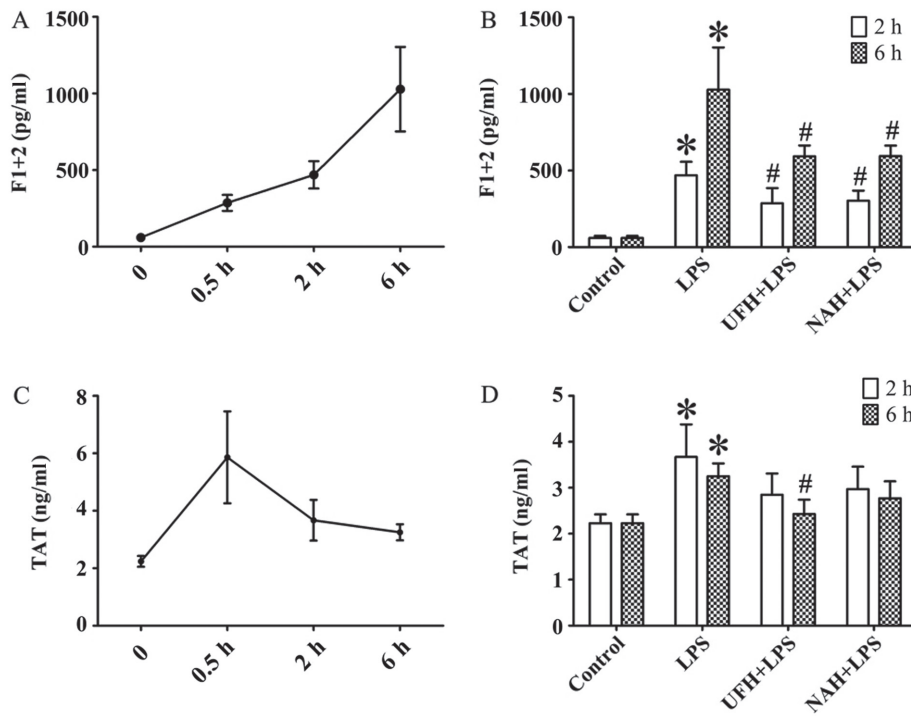 A
F1+2 (pg/ml)
1500
1000
500
0
0
0.5 h
2 h
6 h
B
2 h
6 h
F1+2 (pg/ml)
1500
1000
500
0
*
*
#
#
#
#
Control
LPS
UFH+LPS
NAH+LPS
C
TAT (ng/ml)
8
6
4
2
0
0
0.5 h
2 h
6 h
D
2 h
6 h
TAT (ng/ml)
5
4
3
2
1
0
*
*
#
Control
LPS
UFH+LPS
NAH+LPS